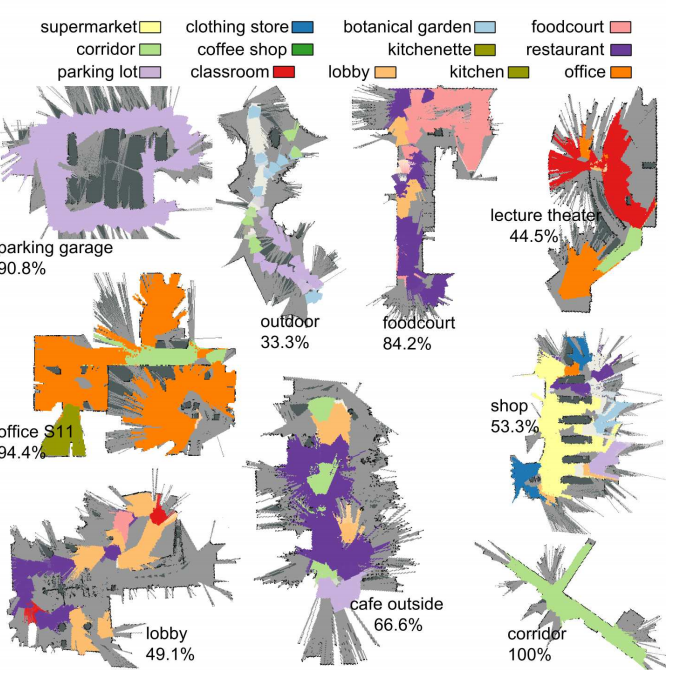 supermarket clothing store botanical garden foodcourt
corridor coffee shop kitchenette restaurant
parking lot classroom lobby kitchen office
parking garage
90.8%
outdoor
33.3%
foodcourt
84.2%
lecture theater
44.5%
office S11
94.4%
shop
53.3%
lobby
49.1%
cafe outside
66.6%
corridor
100%